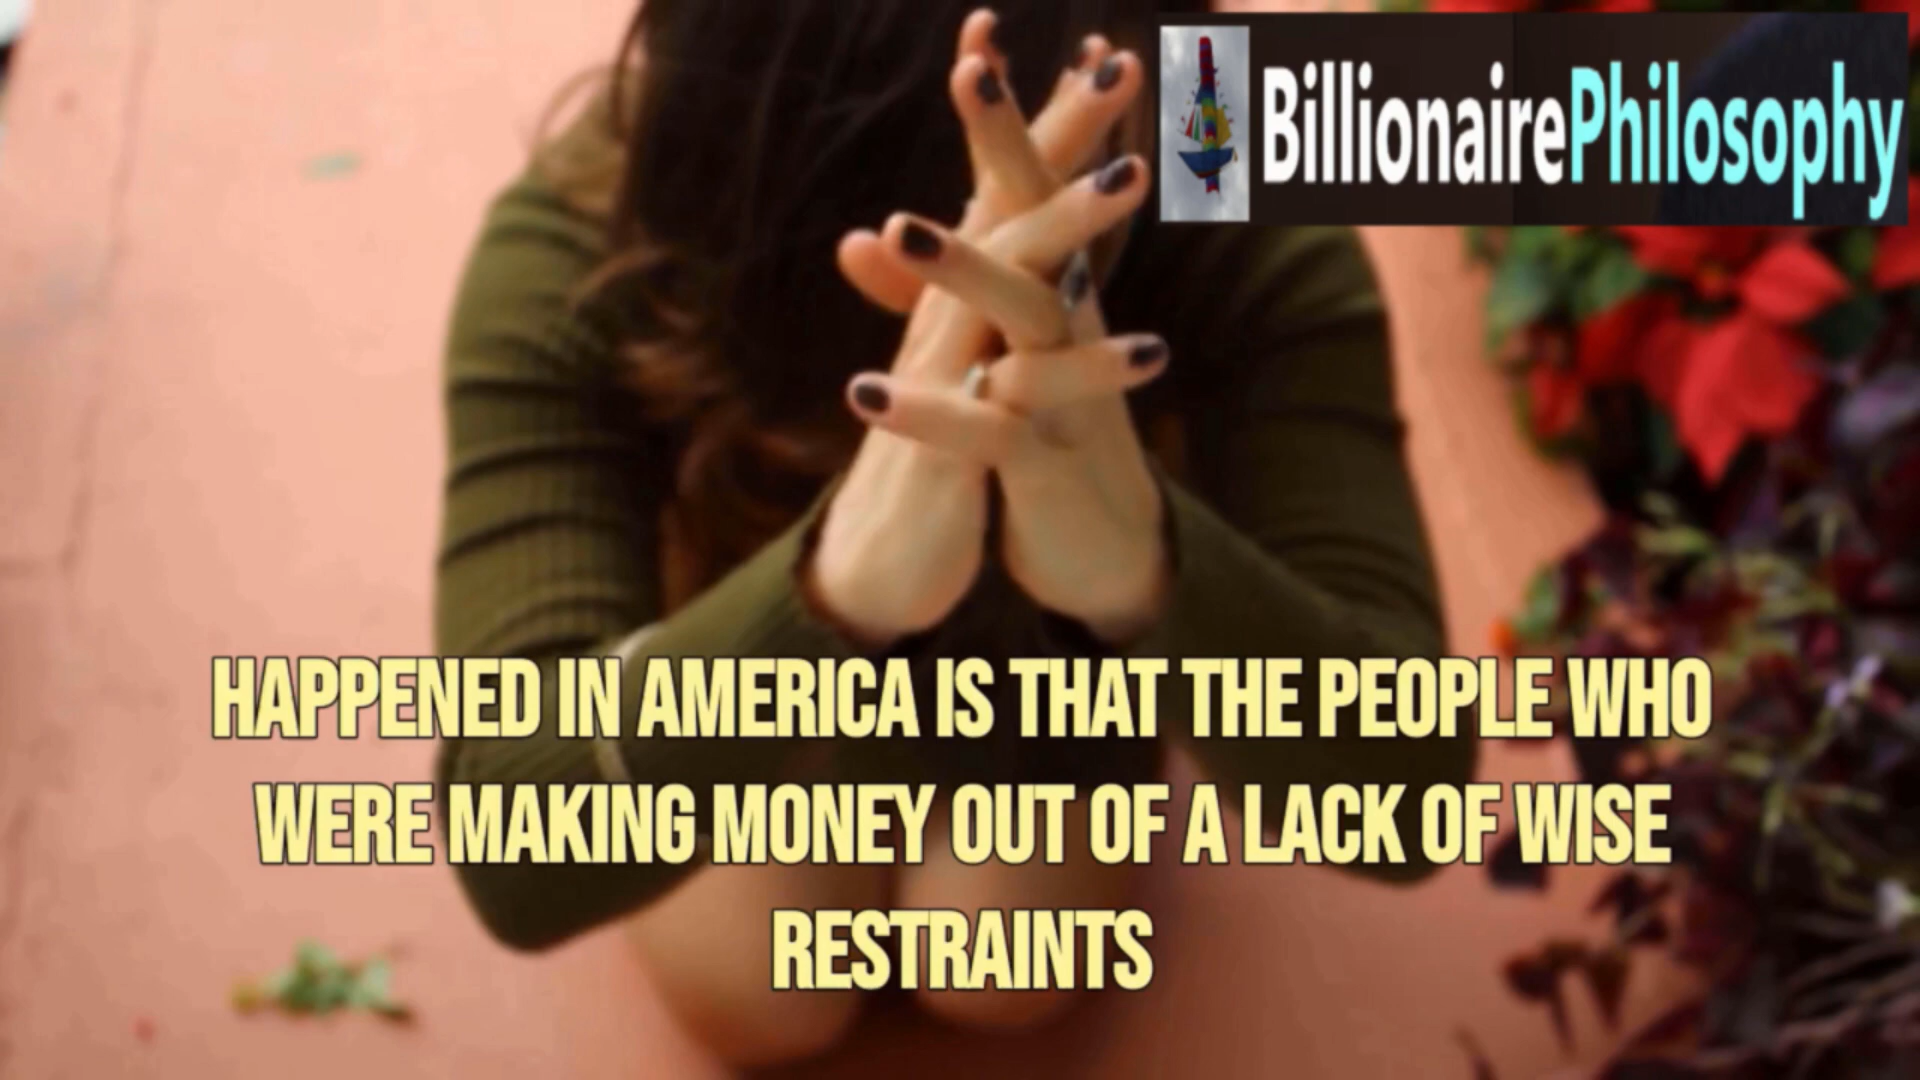 BillionairePhilosophy
HAPPENED IN AMERICA IS THAT THE PEOPLE WHO
WERE MAKING MONEY OUT OF A LACK OF WISE
RESTRAINTS